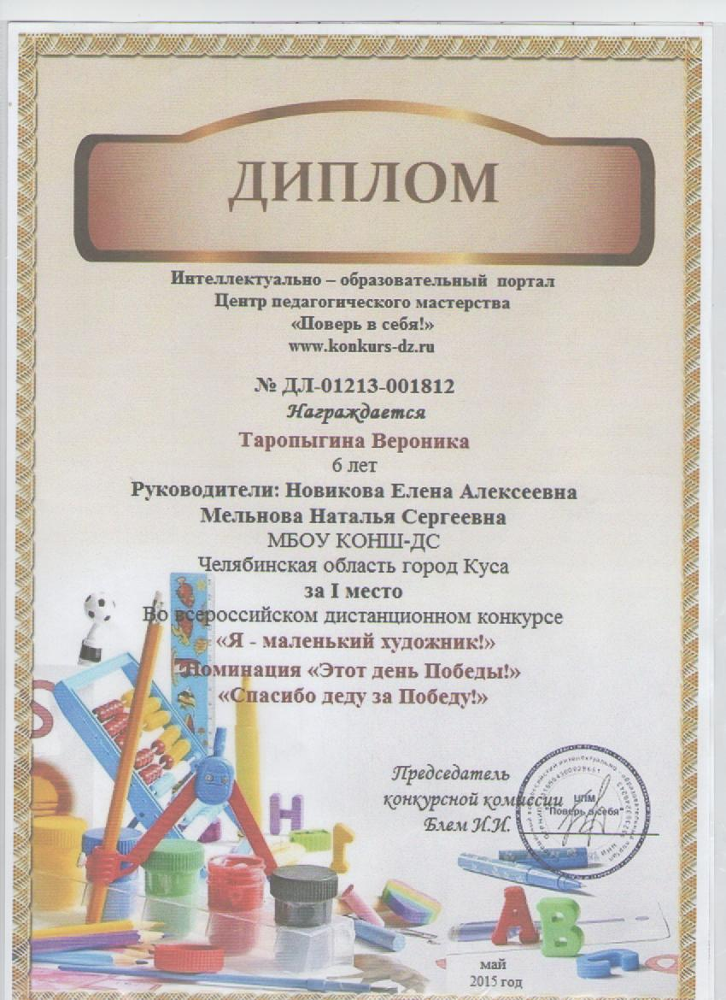 ДИПЛОМ
Интеллектуально – образовательный портал
Центр педагогического мастерства
«Поверь в себя!»
www.konkurs-dz.ru
№ ДЛ-01213-001812
Награждается
Таропыгина Вероника
6 лет
Руководители: Новикова Елена Алексеевна
Мельнова Наталья Сергеевна
МБОУ КОНШ-ДС
Челябинская область город Куса
за I место
Во всероссийском дистанционном конкурсе
«Я - маленький художник!»
Номинация «Этот день Победы!»
«Спасибо деду за Победу!»
Председатель
конкурсной комиссии
Блем И.И.
ЦПМ
"Поверь в себя"
Н
1
А
В
май
2015 год